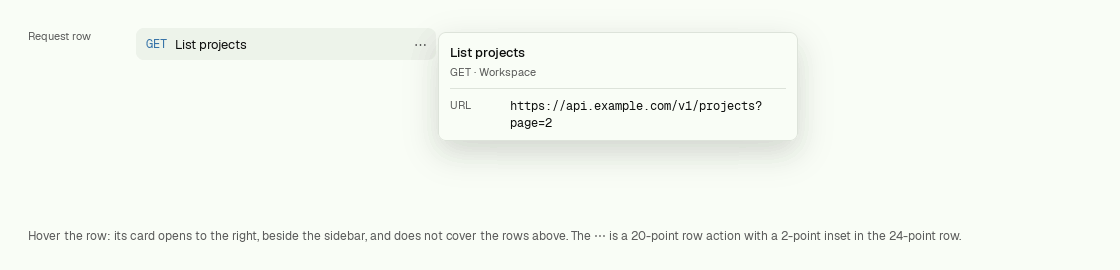 Request row
GET List projects ⋯
List projects
GET · Workspace
URL https://api.example.com/v1/projects?
page=2
Hover the row: its card opens to the right, beside the sidebar, and does not cover the rows above. The ⋯ is a 20-point row action with a 2-point inset in the 24-point row.